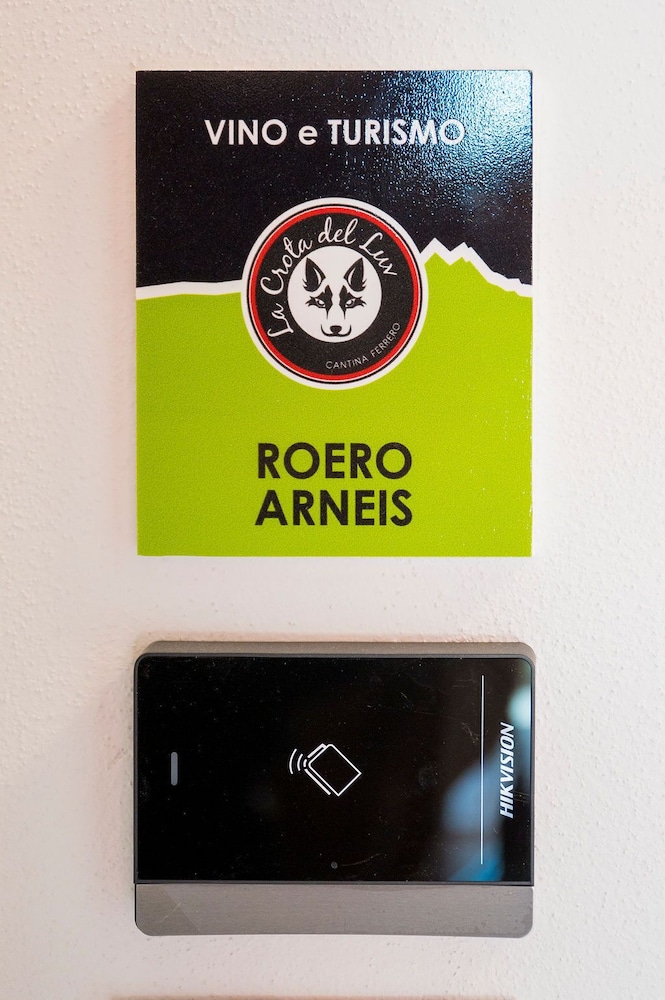 VINO e TURISMO
La Crota del Luv
CANTINA FERRERO
ROERO
ARNEIS
HIKVISION